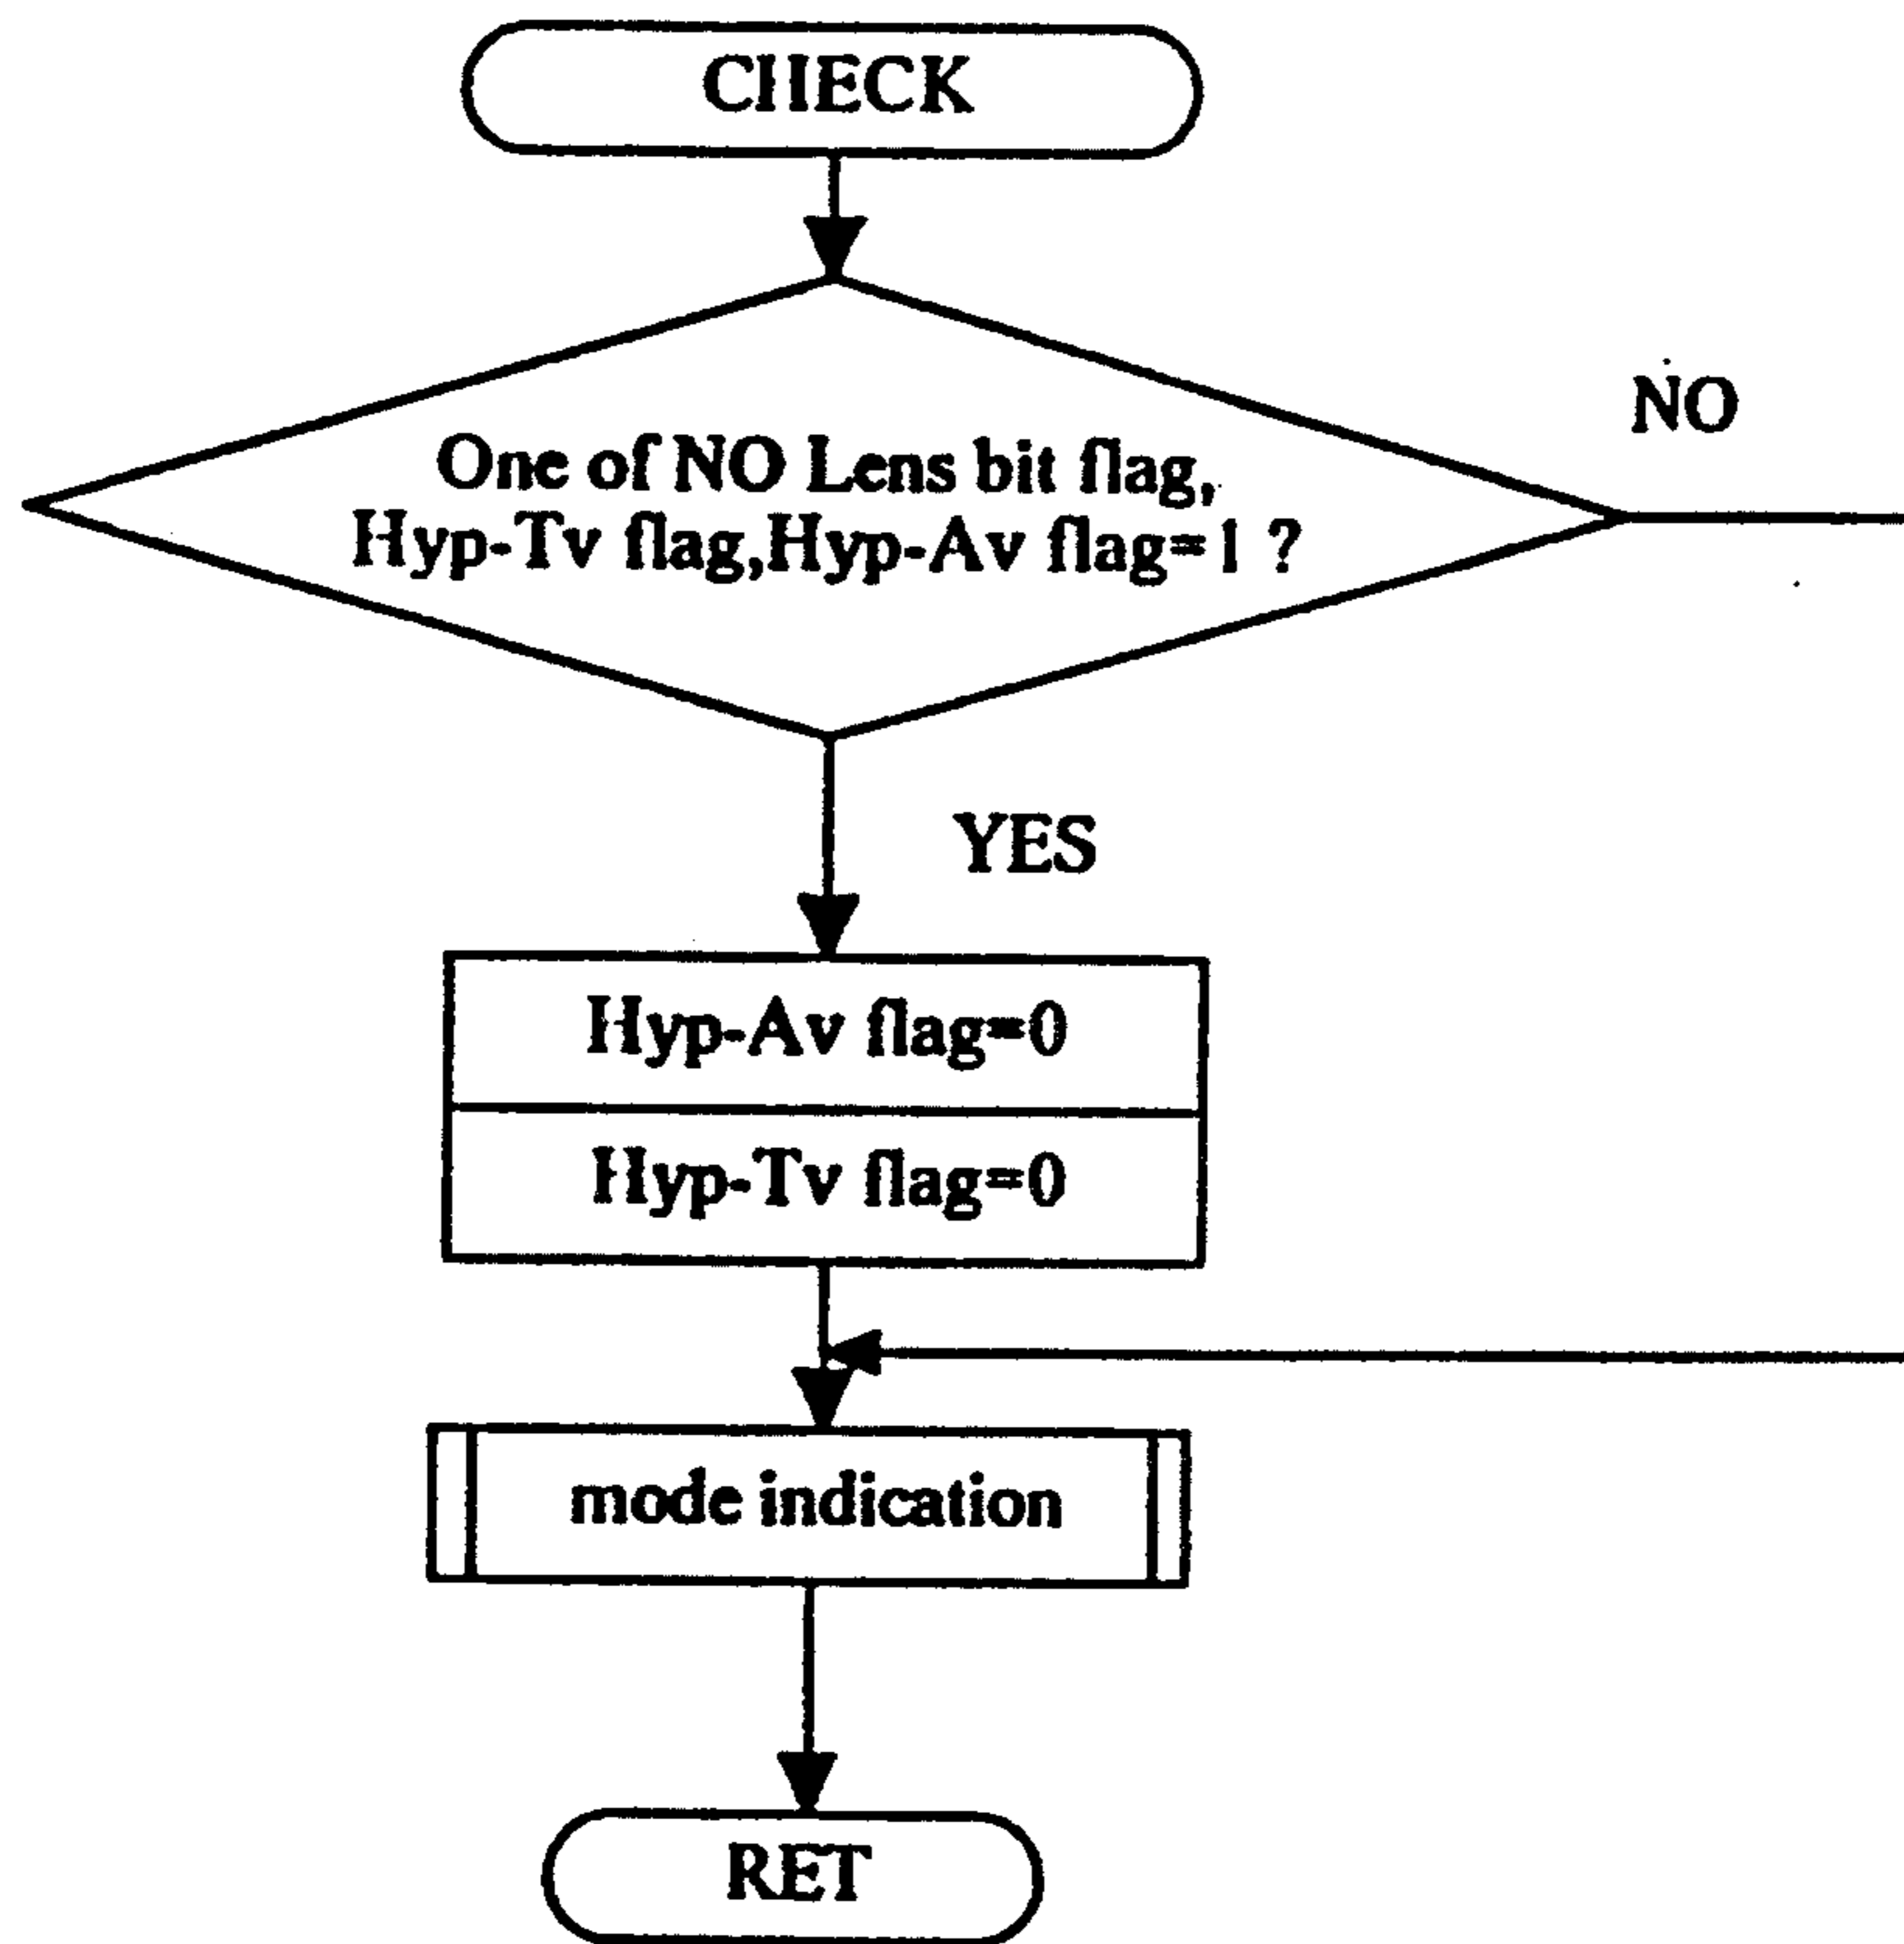 CHECK
One of NO Lens bit flag,
Hyp-Tv flag,Hyp-Av flag=1 ?
NO
YES
Hyp-Av flag=0
Hyp-Tv flag=0
mode indication
RET